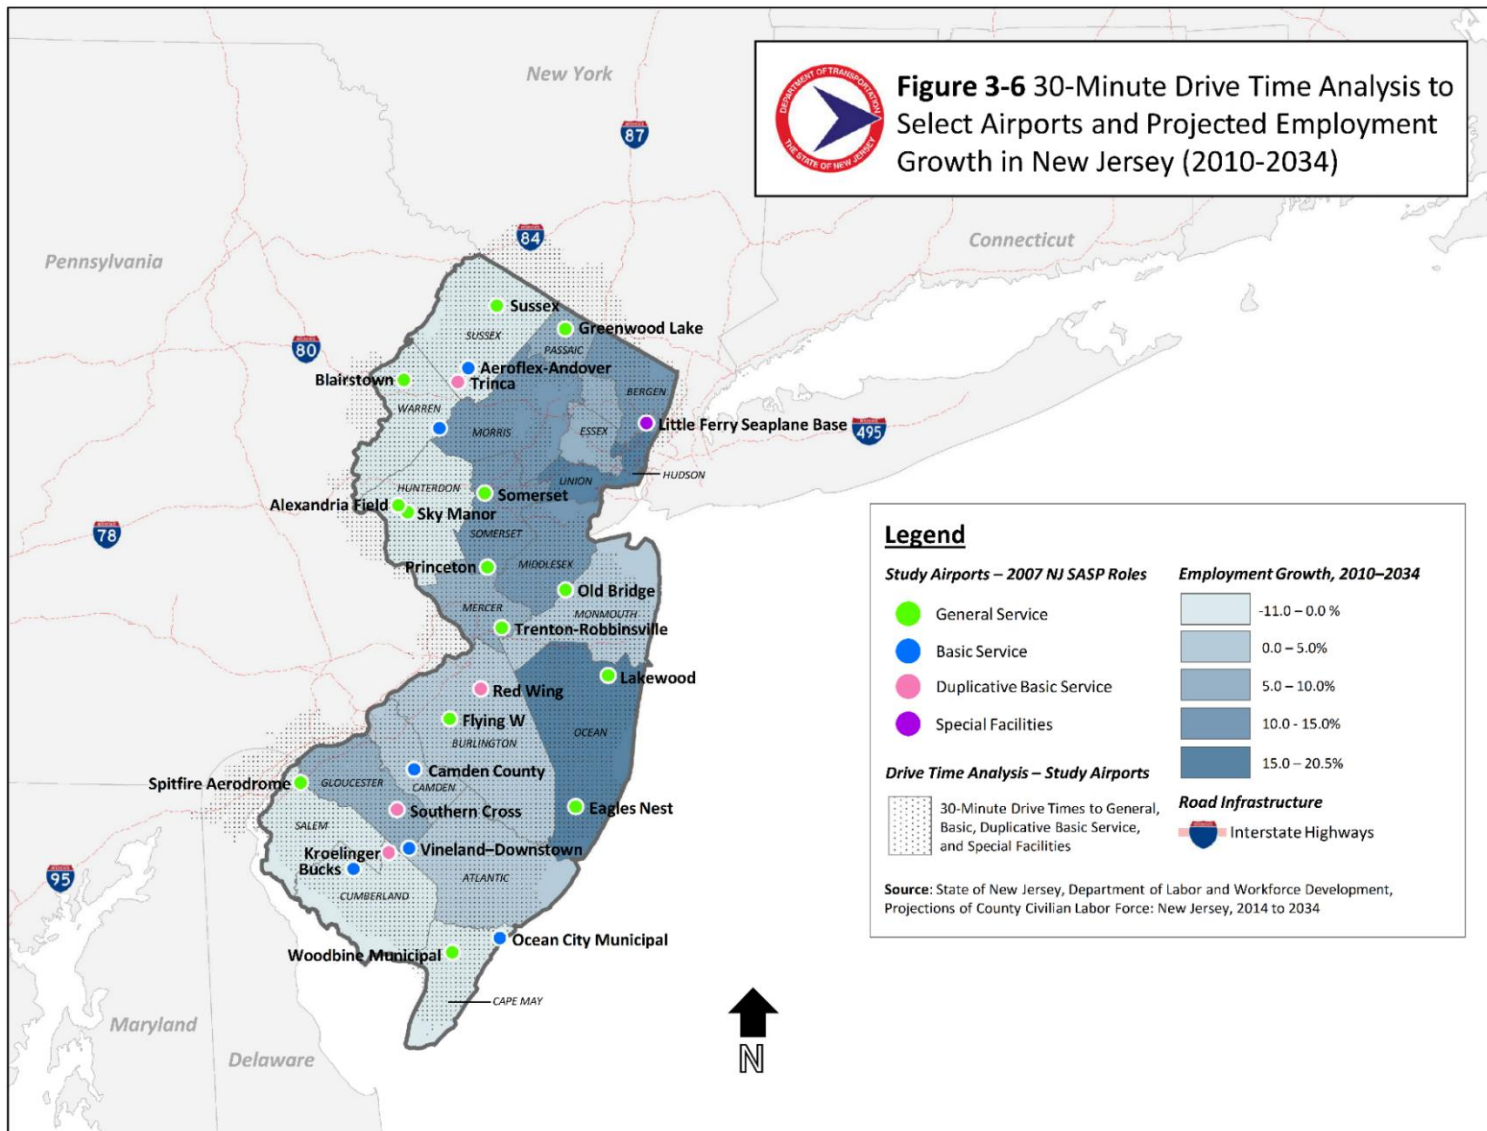 Figure 3-6 30-Minute Drive Time Analysis to
Select Airports and Projected Employment
Growth in New Jersey (2010-2034)
DEPARTMENT OF TRANSPORTATION
THE STATE OF NEW JERSEY
New York
87
84
Connecticut
Pennsylvania
Sussex
SUSSEX
Greenwood Lake
PASSAIC
80
Aeroflex-Andover
Blairstown
Trinca
BERGEN
WARREN
Little Ferry Seaplane Base
495
MORRIS
ESSEX
HUDSON
UNION
HUNTERDON
Somerset
Alexandria Field
Sky Manor
78
SOMERSET
Princeton
MIDDLESEX
Old Bridge
MERCER
MONMOUTH
Trenton-Robbinsville
Lakewood
Red Wing
Flying W
OCEAN
BURLINGTON
Camden County
Spitfire Aerodrome
GLOUCESTER
CAMDEN
Southern Cross
Eagles Nest
SALEM
Kroelinger
Vineland–Downstown
Bucks
95
ATLANTIC
CUMBERLAND
Ocean City Municipal
Woodbine Municipal
CAPE MAY
Maryland
Delaware
N
Legend
Study Airports – 2007 NJ SASP Roles
General Service
Basic Service
Duplicative Basic Service
Special Facilities
Drive Time Analysis – Study Airports
30-Minute Drive Times to General,
Basic, Duplicative Basic Service,
and Special Facilities
Employment Growth, 2010–2034
-11.0 – 0.0 %
0.0 – 5.0%
5.0 – 10.0%
10.0 - 15.0%
15.0 – 20.5%
Road Infrastructure
Interstate Highways
Source: State of New Jersey, Department of Labor and Workforce Development,
Projections of County Civilian Labor Force: New Jersey, 2014 to 2034